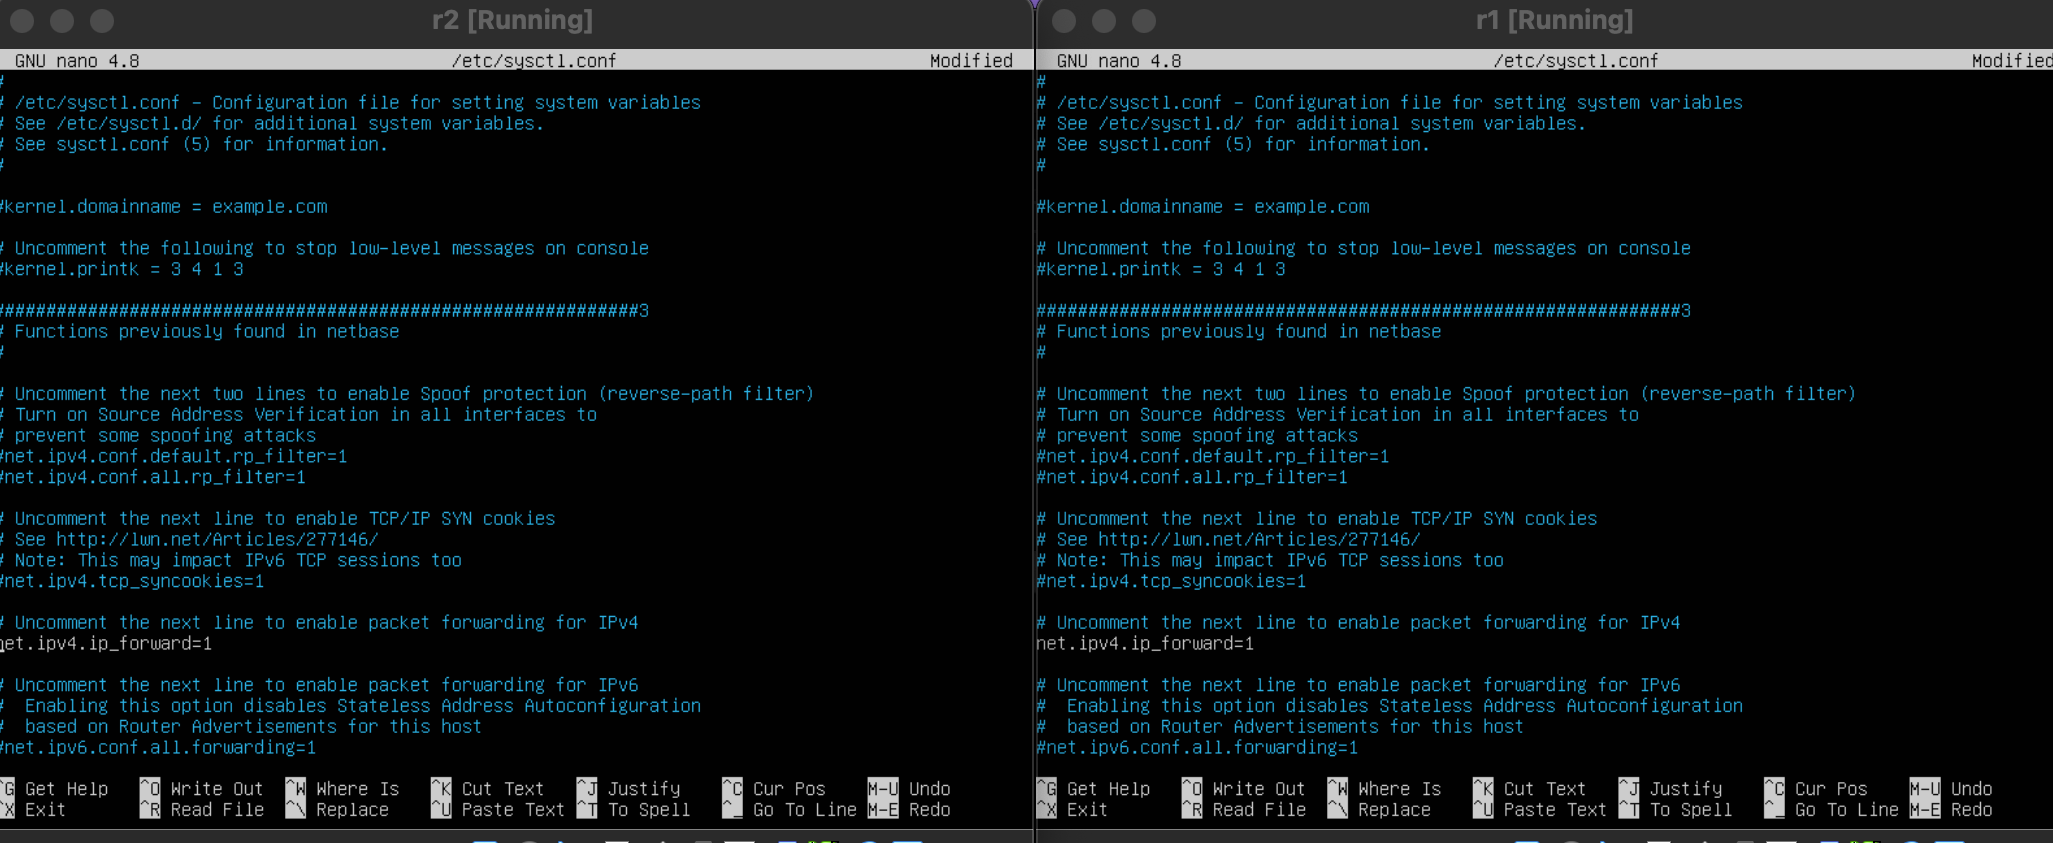 r2 [Running]
GNU nano 4.8 /etc/sysctl.conf Modified
#
# /etc/sysctl.conf - Configuration file for setting system variables
# See /etc/sysctl.d/ for additional system variables.
# See sysctl.conf (5) for information.
#
#kernel.domainname = example.com
# Uncomment the following to stop low-level messages on console
#kernel.printk = 3 4 1 3
##############################################################3
# Functions previously found in netbase
#
# Uncomment the next two lines to enable Spoof protection (reverse-path filter)
# Turn on Source Address Verification in all interfaces to
# prevent some spoofing attacks
#net.ipv4.conf.default.rp_filter=1
#net.ipv4.conf.all.rp_filter=1
# Uncomment the next line to enable TCP/IP SYN cookies
# See http://lwn.net/Articles/277146/
# Note: This may impact IPv6 TCP sessions too
#net.ipv4.tcp_syncookies=1
# Uncomment the next line to enable packet forwarding for IPv4
net.ipv4.ip_forward=1
# Uncomment the next line to enable packet forwarding for IPv6
#  Enabling this option disables Stateless Address Autoconfiguration
#  based on Router Advertisements for this host
#net.ipv6.conf.all.forwarding=1
^G Get Help ^O Write Out ^W Where Is ^K Cut Text ^J Justify ^C Cur Pos M-U Undo
^X Exit ^R Read File ^\ Replace ^U Paste Text ^T To Spell ^_ Go To Line M-E Redo
r1 [Running]
GNU nano 4.8 /etc/sysctl.conf Modified
#
# /etc/sysctl.conf - Configuration file for setting system variables
# See /etc/sysctl.d/ for additional system variables.
# See sysctl.conf (5) for information.
#
#kernel.domainname = example.com
# Uncomment the following to stop low-level messages on console
#kernel.printk = 3 4 1 3
##############################################################3
# Functions previously found in netbase
#
# Uncomment the next two lines to enable Spoof protection (reverse-path filter)
# Turn on Source Address Verification in all interfaces to
# prevent some spoofing attacks
#net.ipv4.conf.default.rp_filter=1
#net.ipv4.conf.all.rp_filter=1
# Uncomment the next line to enable TCP/IP SYN cookies
# See http://lwn.net/Articles/277146/
# Note: This may impact IPv6 TCP sessions too
#net.ipv4.tcp_syncookies=1
# Uncomment the next line to enable packet forwarding for IPv4
net.ipv4.ip_forward=1
# Uncomment the next line to enable packet forwarding for IPv6
#  Enabling this option disables Stateless Address Autoconfiguration
#  based on Router Advertisements for this host
#net.ipv6.conf.all.forwarding=1
^G Get Help ^O Write Out ^W Where Is ^K Cut Text ^J Justify ^C Cur Pos M-U Undo
^X Exit ^R Read File ^\ Replace ^U Paste Text ^T To Spell ^_ Go To Line M-E Redo